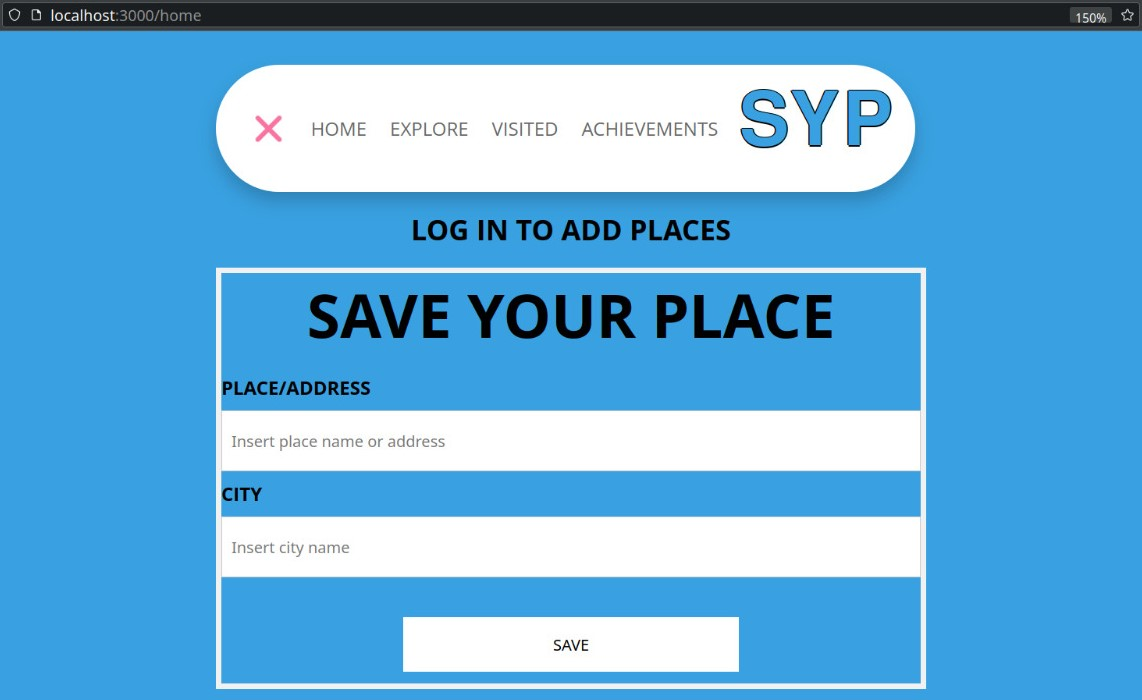 localhost:3000/home 150%
HOME EXPLORE VISITED ACHIEVEMENTS SYP
LOG IN TO ADD PLACES
SAVE YOUR PLACE
PLACE/ADDRESS
Insert place name or address
CITY
Insert city name
SAVE